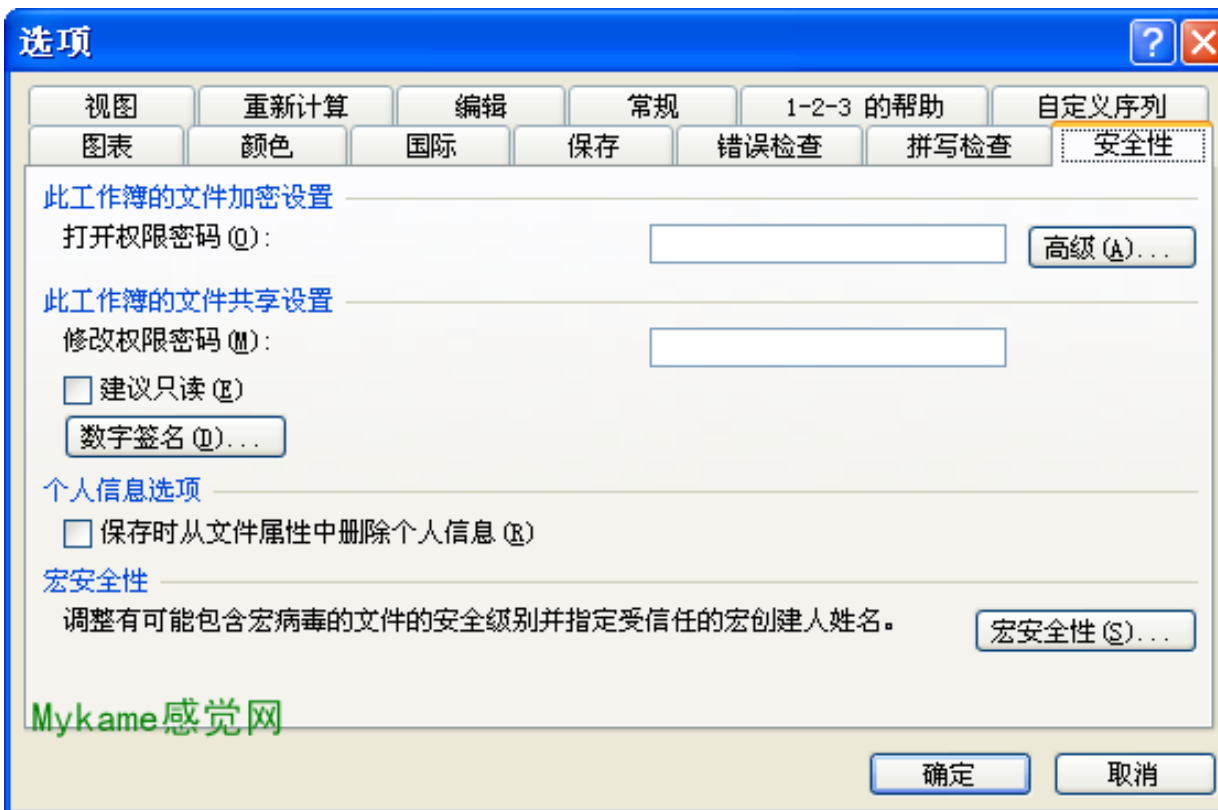 选项
视图 重新计算 编辑 常规 1-2-3 的帮助 自定义序列
图表 颜色 国际 保存 错误检查 拼写检查 安全性
此工作簿的文件加密设置
打开权限密码(O): 高级(A)...
此工作簿的文件共享设置
修改权限密码(M):
建议只读(E)
数字签名(D)...
个人信息选项
保存时从文件属性中删除个人信息(R)
宏安全性
调整有可能包含宏病毒的文件的安全级别并指定受信任的宏创建人姓名。 宏安全性(S)...
Mykame感觉网
确定 取消